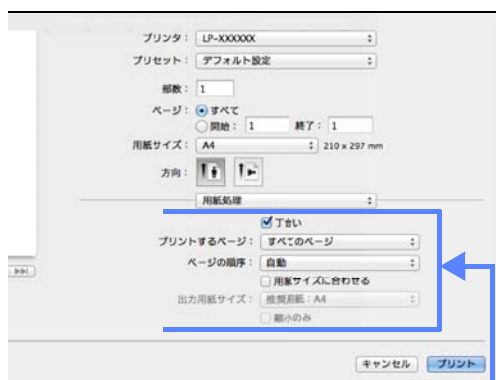 プリンタ： LP-XXXXXX
プリセット： デフォルト設定
部数： 1
ページ： すべて
開始： 1 終了： 1
用紙サイズ： A4 210 x 297 mm
方向：
用紙処理
丁合い
プリントするページ： すべてのページ
ページの順序： 自動
用紙サイズに合わせる
出力用紙サイズ： 推奨用紙：A4
縮小のみ
キャンセル プリント